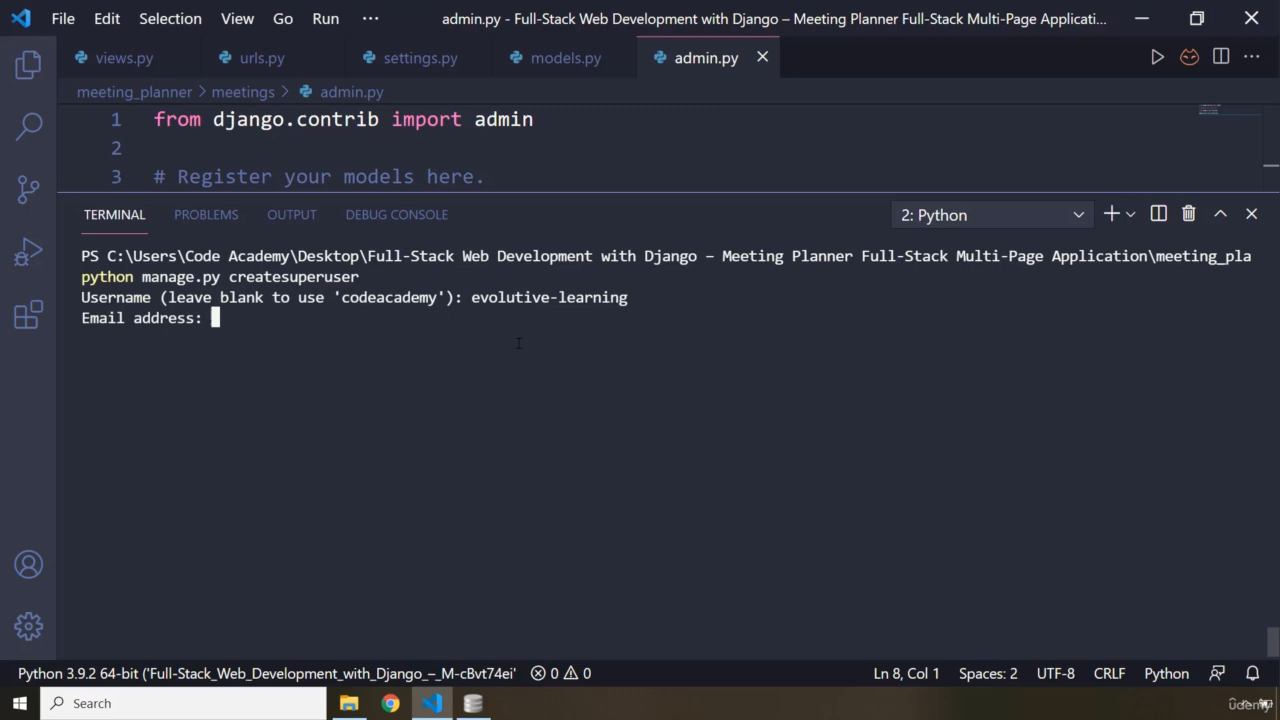 File Edit Selection View Go Run ··· admin.py - Full-Stack Web Development with Django – Meeting Planner Full-Stack Multi-Page Applicati...
views.py urls.py settings.py models.py admin.py
meeting_planner > meetings > admin.py
1 from django.contrib import admin
2
3 # Register your models here.
TERMINAL PROBLEMS OUTPUT DEBUG CONSOLE 2: Python
PS C:\Users\Code Academy\Desktop\Full-Stack Web Development with Django – Meeting Planner Full-Stack Multi-Page Application\meeting_pla
python manage.py createsuperuser
Username (leave blank to use 'codeacademy'): evolutive-learning
Email address:
Python 3.9.2 64-bit ('Full-Stack_Web_Development_with_Django_–_M-cBvt74ei' 0 0 Ln 8, Col 1 Spaces: 2 UTF-8 CRLF Python
Search
udemy